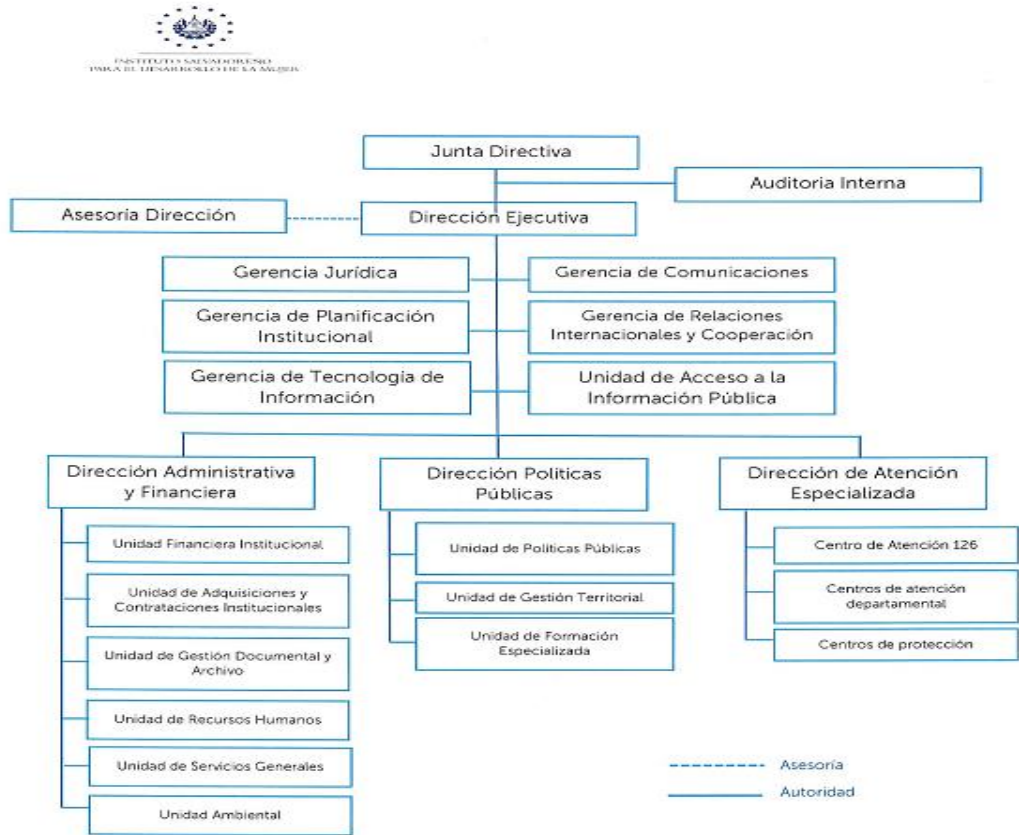 INSTITUTO SALVADOREÑO
PARA EL DESARROLLO DE LA MUJER
Junta Directiva
Auditoria Interna
Asesoría Dirección
Dirección Ejecutiva
Gerencia Jurídica
Gerencia de Comunicaciones
Gerencia de Planificación
Institucional
Gerencia de Relaciones
Internacionales y Cooperación
Gerencia de Tecnología de
Información
Unidad de Acceso a la
Información Pública
Dirección Administrativa
y Financiera
Unidad Financiera Institucional
Unidad de Adquisiciones y
Contrataciones Institucionales
Unidad de Gestión Documental y
Archivo
Unidad de Recursos Humanos
Unidad de Servicios Generales
Unidad Ambiental
Dirección Políticas
Públicas
Unidad de Políticas Públicas
Unidad de Gestión Territorial
Unidad de Formación
Especializada
Dirección de Atención
Especializada
Centro de Atención 126
Centros de atención
departamental
Centros de protección
Asesoría
Autoridad